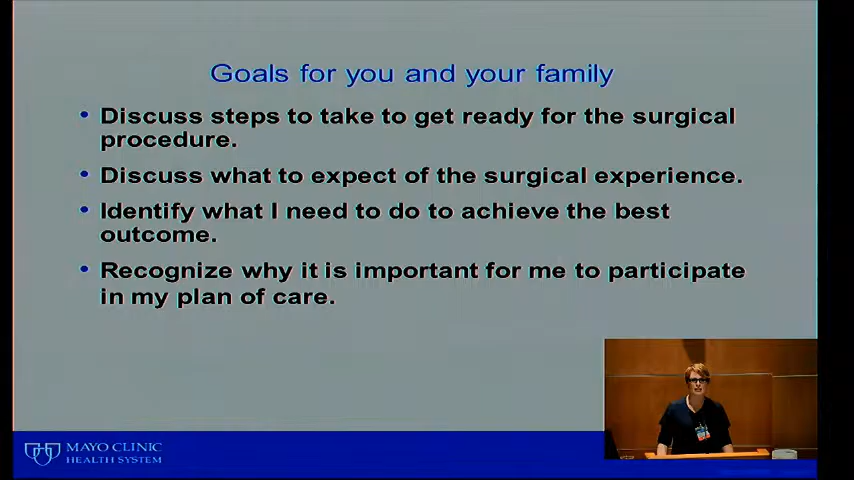 Goals for you and your family
• Discuss steps to take to get ready for the surgical
procedure.
• Discuss what to expect of the surgical experience.
• Identify what I need to do to achieve the best
outcome.
• Recognize why it is important for me to participate
in my plan of care.
MAYO CLINIC
HEALTH SYSTEM